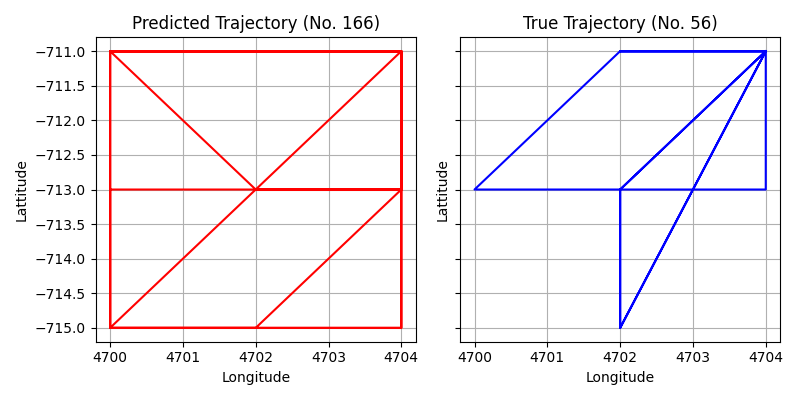 Predicted Trajectory (No. 166)
True Trajectory (No. 56)
Lattitude
−711.0
−711.5
−712.0
−712.5
−713.0
−713.5
−714.0
−714.5
−715.0
4700 4701 4702 4703 4704
Longitude
Lattitude
4700 4701 4702 4703 4704
Longitude